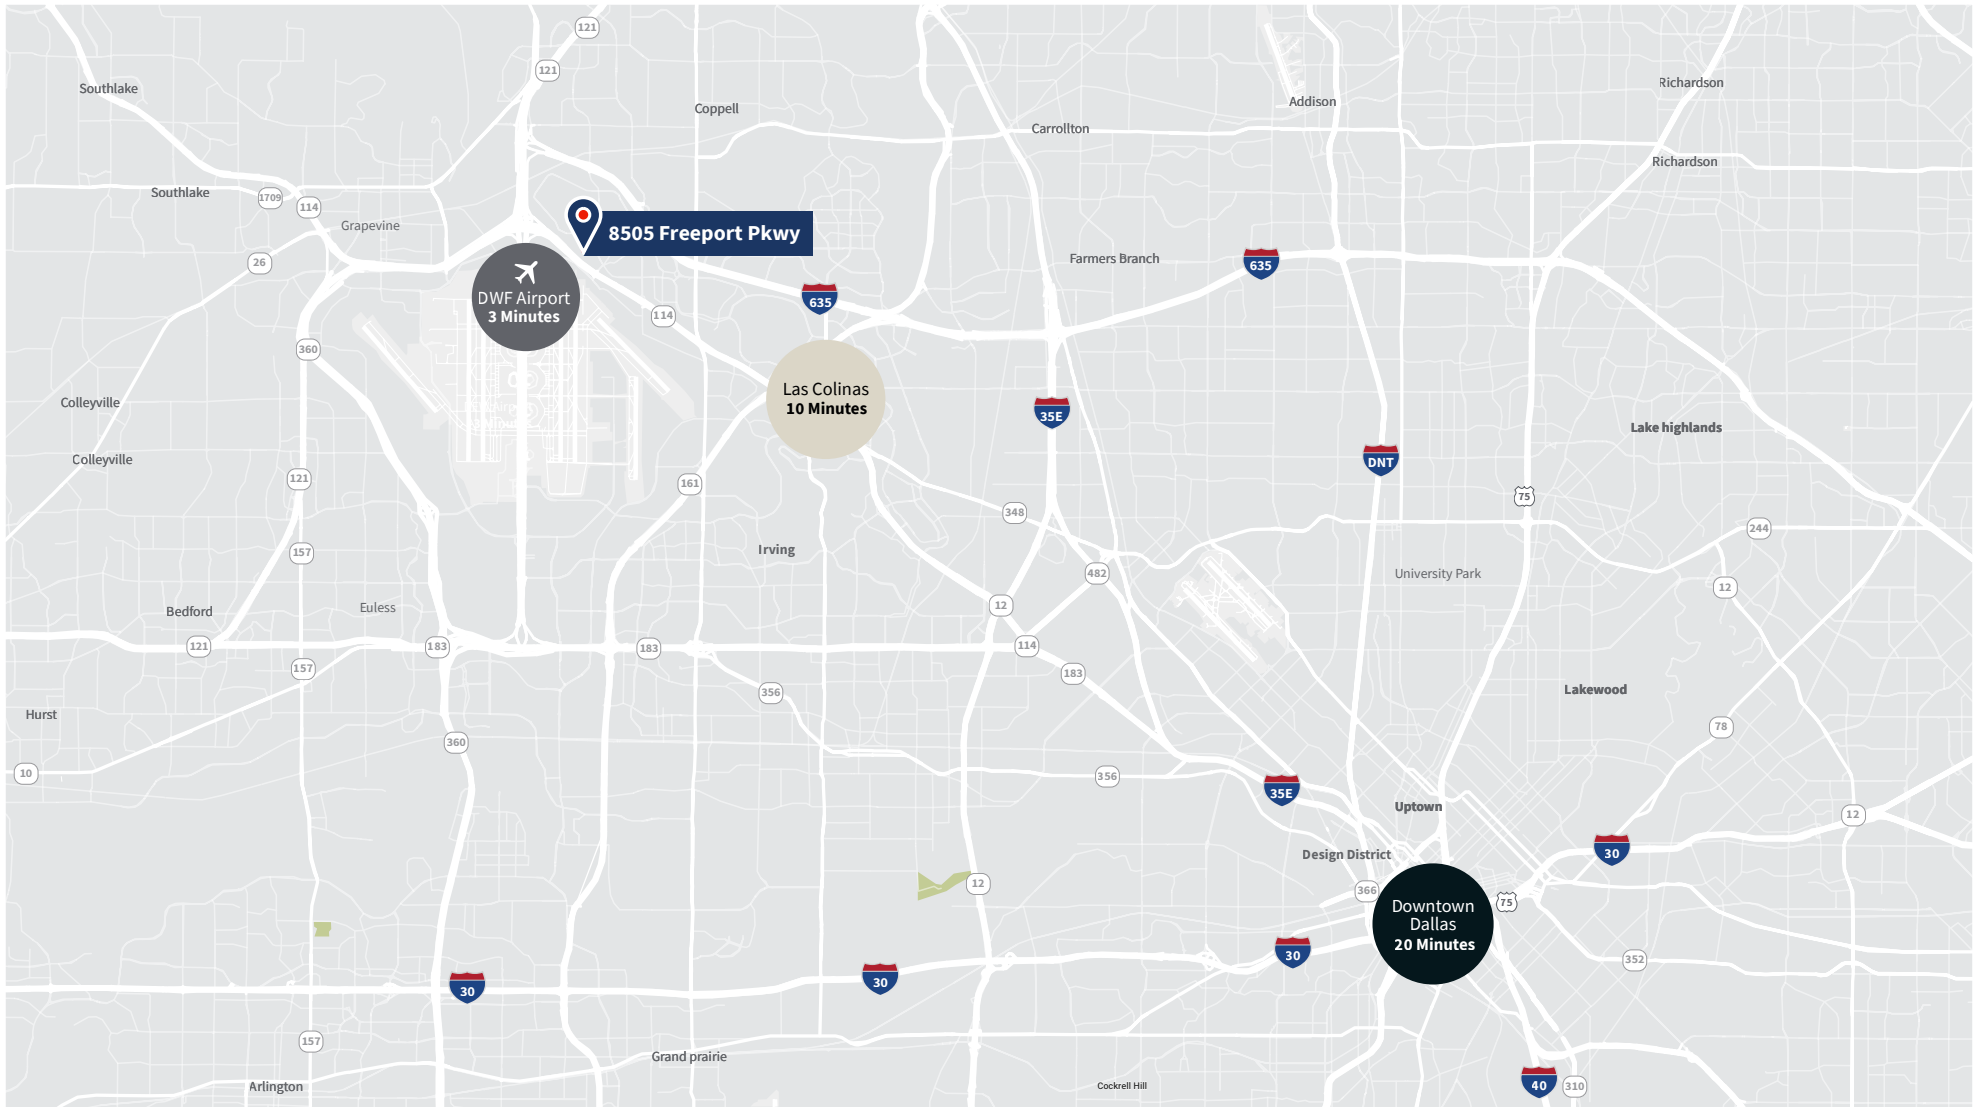 121
121
Southlake
Richardson
Addison
Coppell
Carrollton
Richardson
Southlake
1709
114
Grapevine
8505 Freeport Pkwy
26
Farmers Branch
635
DWF Airport
3 Minutes
635
114
360
Las Colinas
10 Minutes
Colleyville
35E
Lake highlands
Colleyville
DNT
121
161
75
348
244
157
Irving
482
University Park
12
Bedford
Euless
12
121
183
183
114
157
183
356
Lakewood
Hurst
78
360
10
356
35E
Uptown
12
30
Design District
12
366
75
Downtown
Dallas
20 Minutes
30
352
30
30
157
Grand prairie
Arlington
Cockrell Hill
40
310